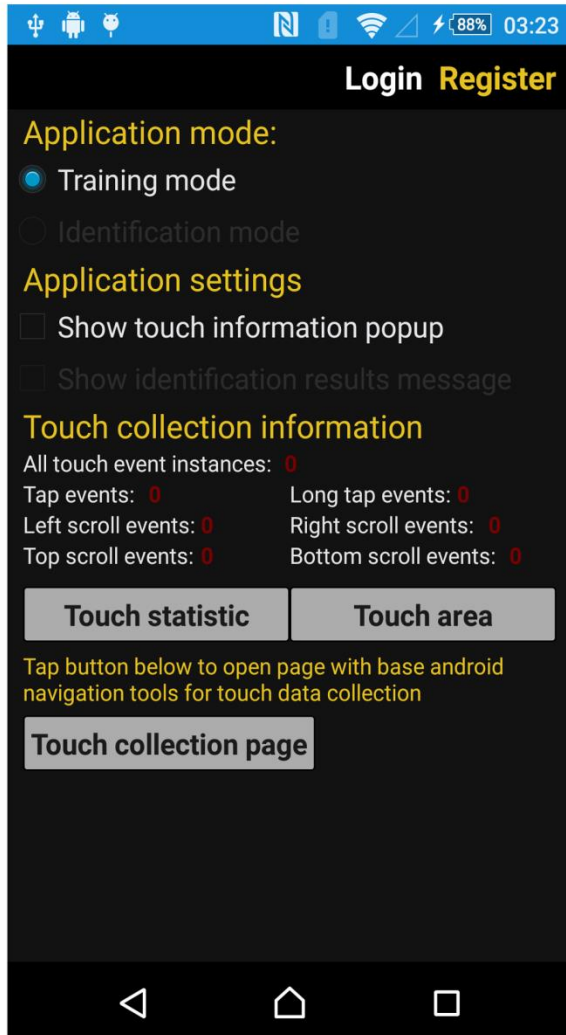 88% 03:23
Login Register
Application mode:
Training mode
Identification mode
Application settings
Show touch information popup
Show identification results message
Touch collection information
All touch event instances: 0
Tap events: 0 Long tap events: 0
Left scroll events: 0 Right scroll events: 0
Top scroll events: 0 Bottom scroll events: 0
Touch statistic Touch area
Tap button below to open page with base android
navigation tools for touch data collection
Touch collection page